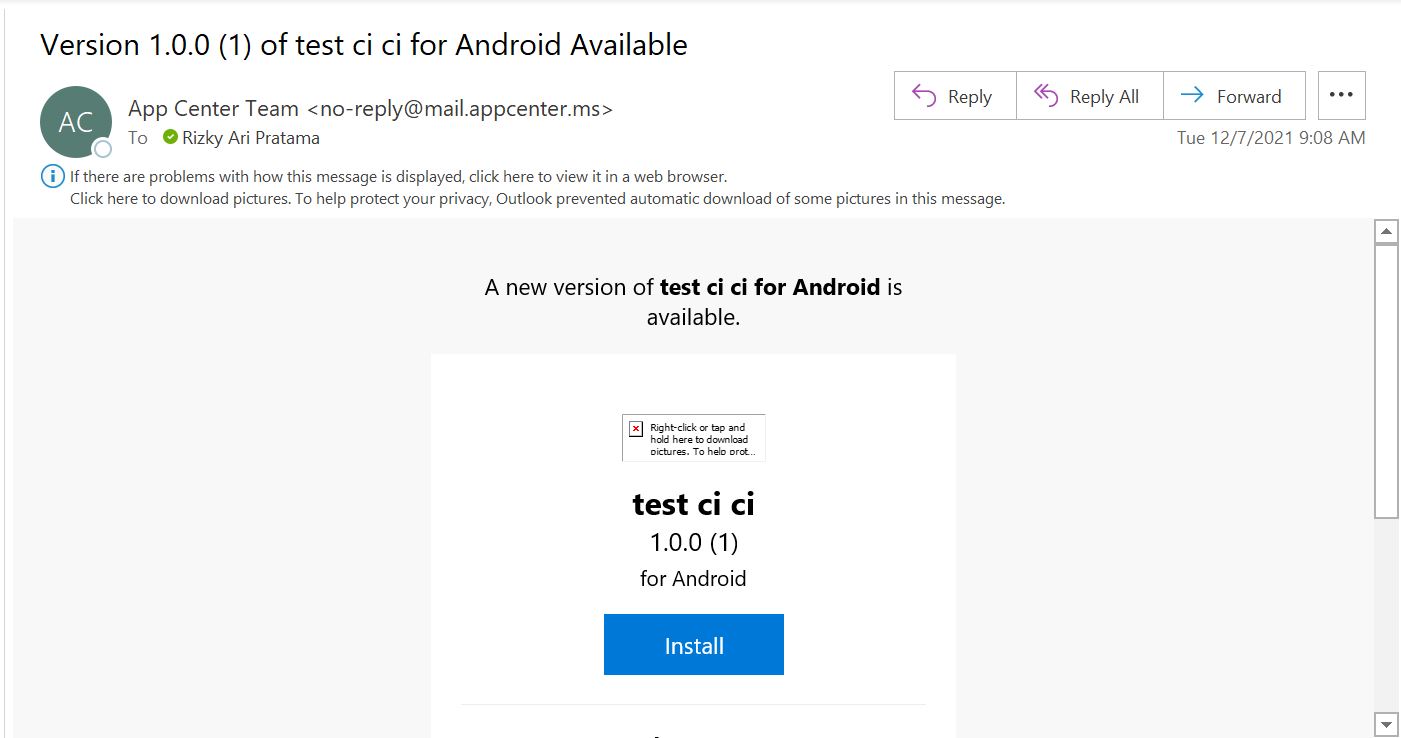 Version 1.0.0 (1) of test ci ci for Android Available
AC
App Center Team <no-reply@mail.appcenter.ms>
To Rizky Ari Pratama
Reply
Reply All
Forward
Tue 12/7/2021 9:08 AM
If there are problems with how this message is displayed, click here to view it in a web browser.
Click here to download pictures. To help protect your privacy, Outlook prevented automatic download of some pictures in this message.
A new version of test ci ci for Android is
available.
Right-click or tap and
hold here to download
pictures. To help prot...
test ci ci
1.0.0 (1)
for Android
Install